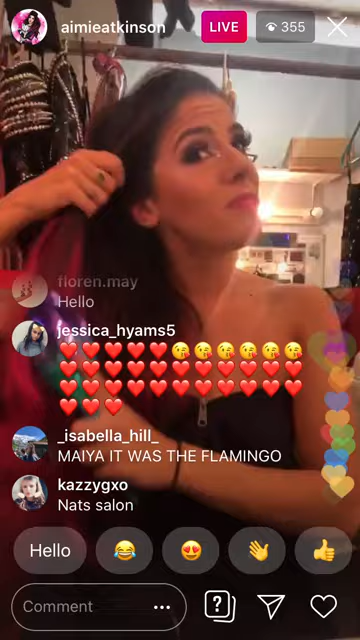 aimieatkinson
LIVE
355
floren.may
Hello
jessica_hyams5
❤️❤️❤️❤️❤️😘😘😘😘😘😘
❤️❤️❤️❤️❤️❤️❤️❤️❤️❤️❤️
❤️❤️❤️❤️❤️❤️❤️❤️❤️❤️❤️
❤️❤️❤️
_isabella_hill_
MAIYA IT WAS THE FLAMINGO
kazzygxo
Nats salon
Hello 😂 😍 👋 👍
Comment